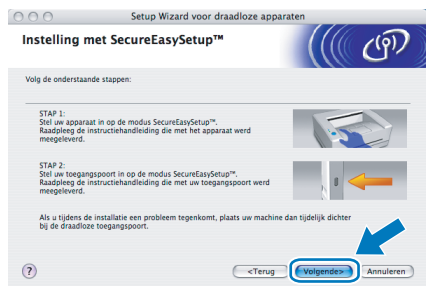 Setup Wizard voor draadloze apparaten
Instelling met SecureEasySetup™
Volg de onderstaande stappen:
STAP 1:
Stel uw apparaat in op de modus SecureEasySetup™.
Raadpleeg de instructiehandleiding die met het apparaat werd
meegeleverd.
STAP 2:
Stel uw toegangspoort in op de modus SecureEasySetup™.
Raadpleeg de instructiehandleiding die met uw toegangspoort werd
meegeleverd.
Als u tijdens de installatie een probleem tegenkomt, plaats uw machine dan tijdelijk dichter
bij de draadloze toegangspoort.
?
<Terug
Volgende>
Annuleren